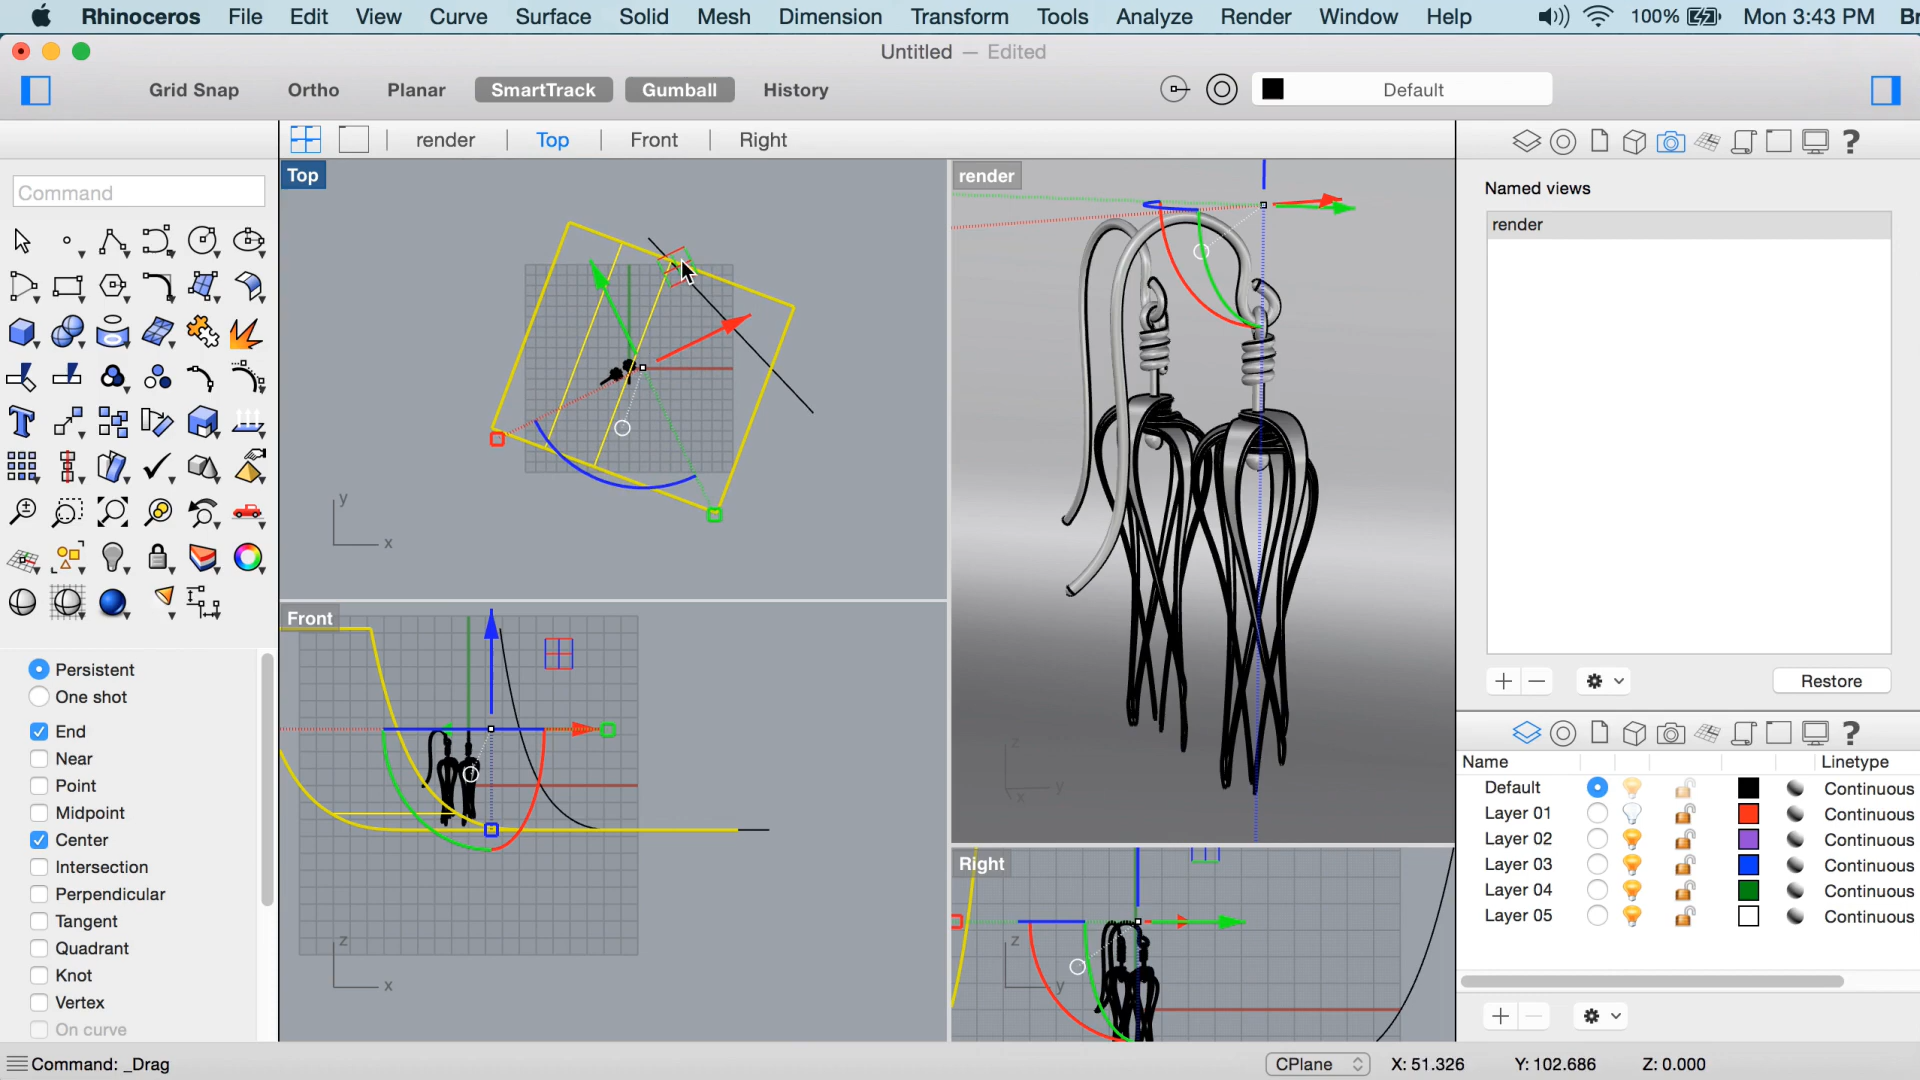 Rhinoceros File Edit View Curve Surface Solid Mesh Dimension Transform Tools Analyze Render Window Help 100% Mon 3:43 PM
Untitled — Edited
Grid Snap Ortho Planar SmartTrack Gumball History Default
render Top Front Right
Command
Persistent
One shot
End
Near
Point
Midpoint
Center
Intersection
Perpendicular
Tangent
Quadrant
Knot
Vertex
On curve
Top
y
x
Front
z
x
render
z
x y
Right
z
y
Named views
render
Restore
Name Linetype
Default Continuous
Layer 01 Continuous
Layer 02 Continuous
Layer 03 Continuous
Layer 04 Continuous
Layer 05 Continuous
Command: _Drag CPlane X: 51.326 Y: 102.686 Z: 0.000